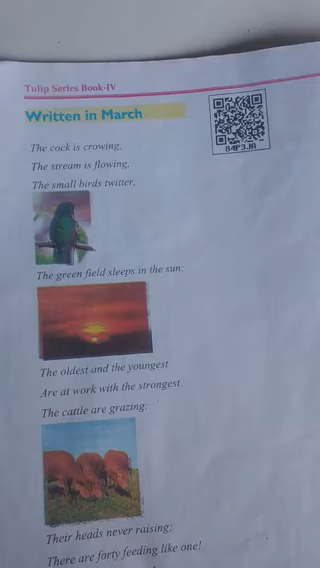 Tulip Series Book-IV
Written in March
84P3JA
The cock is crowing,
The stream is flowing,
The small birds twitter,
The green field sleeps in the sun;
The oldest and the youngest
Are at work with the strongest
The cattle are grazing:
Their heads never raising;
There are forty feeding like one!